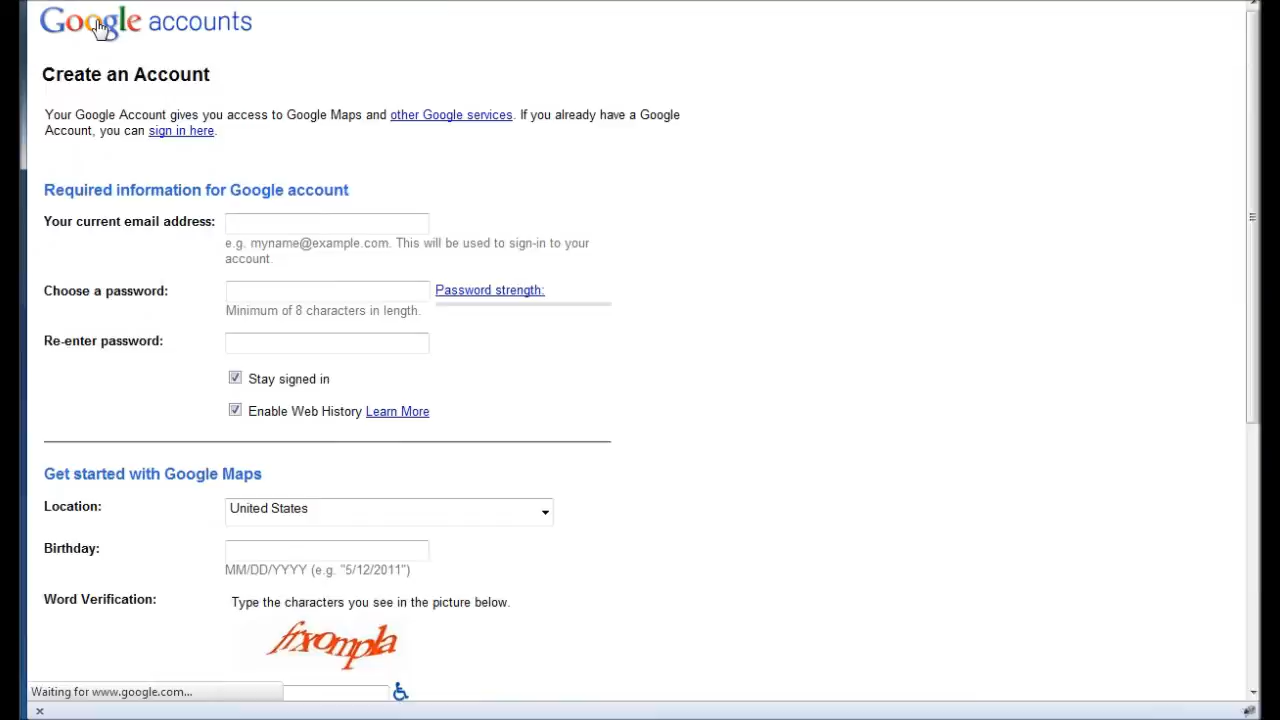 Google accounts
Create an Account
Your Google Account gives you access to Google Maps and other Google services. If you already have a Google
Account, you can sign in here.
Required information for Google account
Your current email address:
e.g. myname@example.com. This will be used to sign-in to your
account.
Choose a password:
Password strength:
Minimum of 8 characters in length.
Re-enter password:
Stay signed in
Enable Web History Learn More
Get started with Google Maps
Location:
United States
Birthday:
MM/DD/YYYY (e.g. "5/12/2011")
Word Verification:
Type the characters you see in the picture below.
frxompla
Waiting for www.google.com...